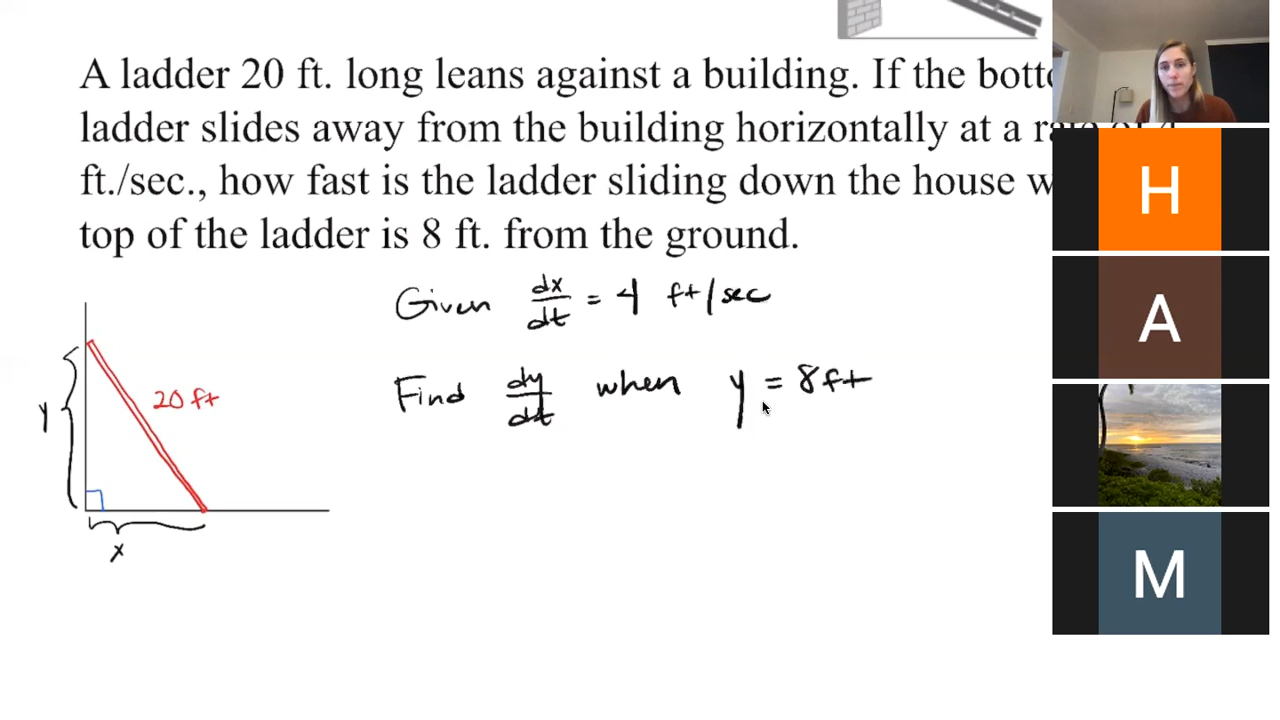 A ladder 20 ft. long leans against a building. If the
ladder slides away from the building horizontally at a
ft./sec., how fast is the ladder sliding down the house
top of the ladder is 8 ft. from the ground.
Given dx/dt = 4 ft/sec
Find dy/dt when y = 8ft
y
20 ft
x
H
A
M